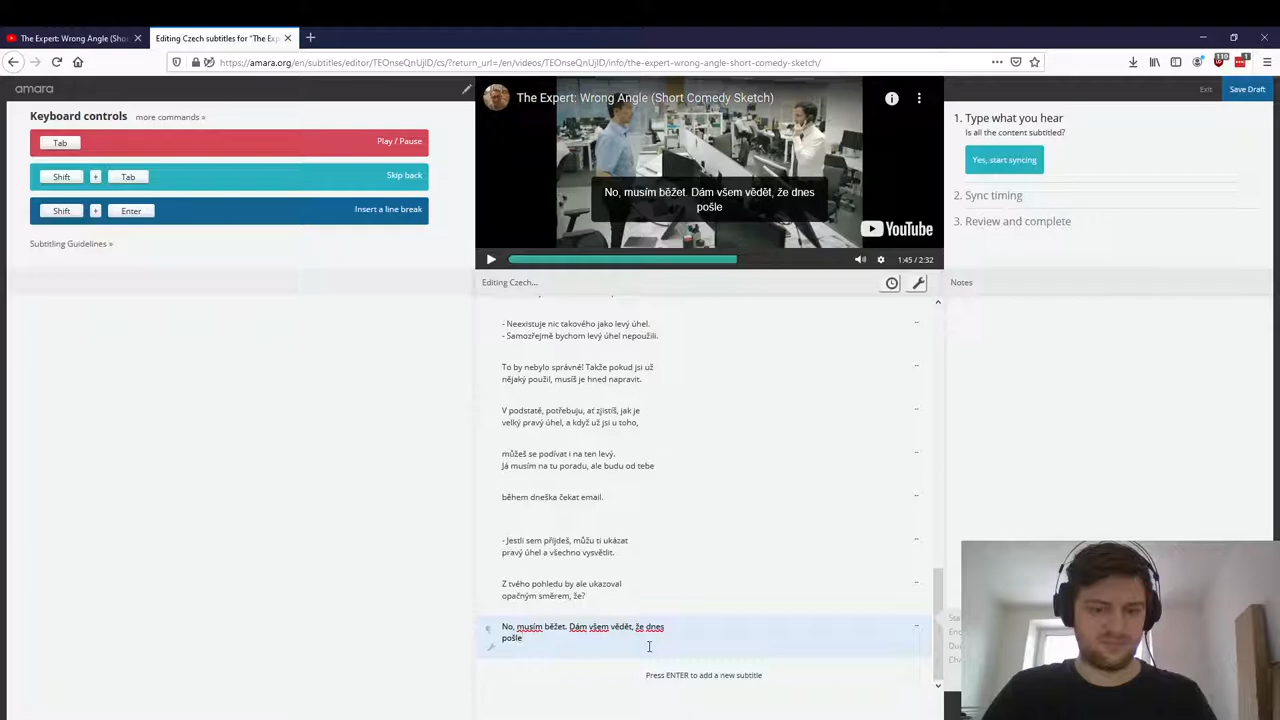 The Expert: Wrong Angle (Sho
Editing Czech subtitles for "The Exp
https://amara.org/en/subtitles/editor/TEOnseQnUjlD/cs/?return_url=/en/videos/TEOnseQnUjlD/info/the-expert-wrong-angle-short-comedy-sketch/
110
1
amara
Exit
Save Draft
Keyboard controls
more commands »
Tab
Play / Pause
Shift
+
Tab
Skip back
Shift
+
Enter
Insert a line break
Subtitling Guidelines »
The Expert: Wrong Angle (Short Comedy Sketch)
No, musím běžet. Dám všem vědět, že dnes
pošle
YouTube
1:45 / 2:32
1. Type what you hear
Is all the content subtitled?
Yes, start syncing
2. Sync timing
3. Review and complete
Editing Czech...
Notes
- Neexistuje nic takového jako levý úhel.
- Samozřejmě bychom levý úhel nepoužili.
To by nebylo správné! Takže pokud jsi už
nějaký použil, musíš je hned napravit.
V podstatě, potřebuju, ať zjistíš, jak je
velký pravý úhel, a když už jsi u toho,
můžeš se podívat i na ten levý.
Já musím na tu poradu, ale budu od tebe
během dneška čekat email.
- Jestli sem přijdeš, můžu ti ukázat
pravý úhel a všechno vysvětlit.
Z tvého pohledu by ale ukazoval
opačným směrem, že?
No, musím běžet. Dám všem vědět, že dnes
pošle
Press ENTER to add a new subtitle